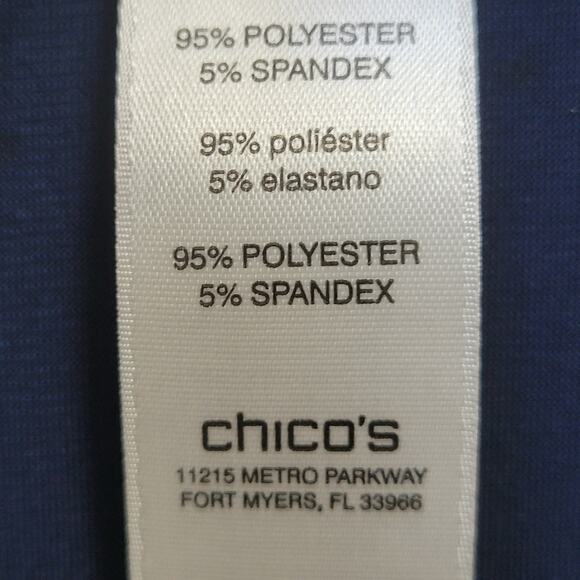 95% POLYESTER
5% SPANDEX
95% poliéster
5% elastano
95% POLYESTER
5% SPANDEX
chico's
11215 METRO PARKWAY
FORT MYERS, FL 33966